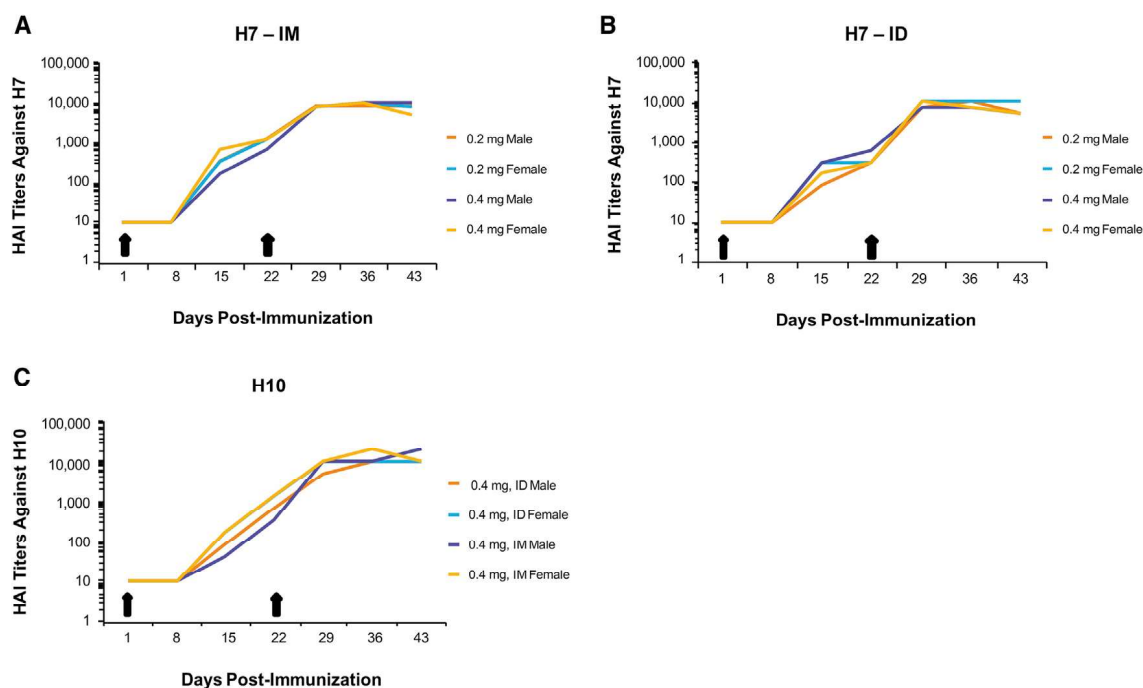 A
H7 – IM
HAI Titers Against H7
100,000
10,000
1,000
100
10
1
1 8 15 22 29 36 43
Days Post-Immunization
0.2 mg Male
0.2 mg Female
0.4 mg Male
0.4 mg Female
B
H7 – ID
HAI Titers Against H7
100,000
10,000
1,000
100
10
1
1 8 15 22 29 36 43
Days Post-Immunization
0.2 mg Male
0.2 mg Female
0.4 mg Male
0.4 mg Female
C
H10
HAI Titers Against H10
100,000
10,000
1,000
100
10
1
1 8 15 22 29 36 43
Days Post-Immunization
0.4 mg, ID Male
0.4 mg, ID Female
0.4 mg, IM Male
0.4 mg, IM Female